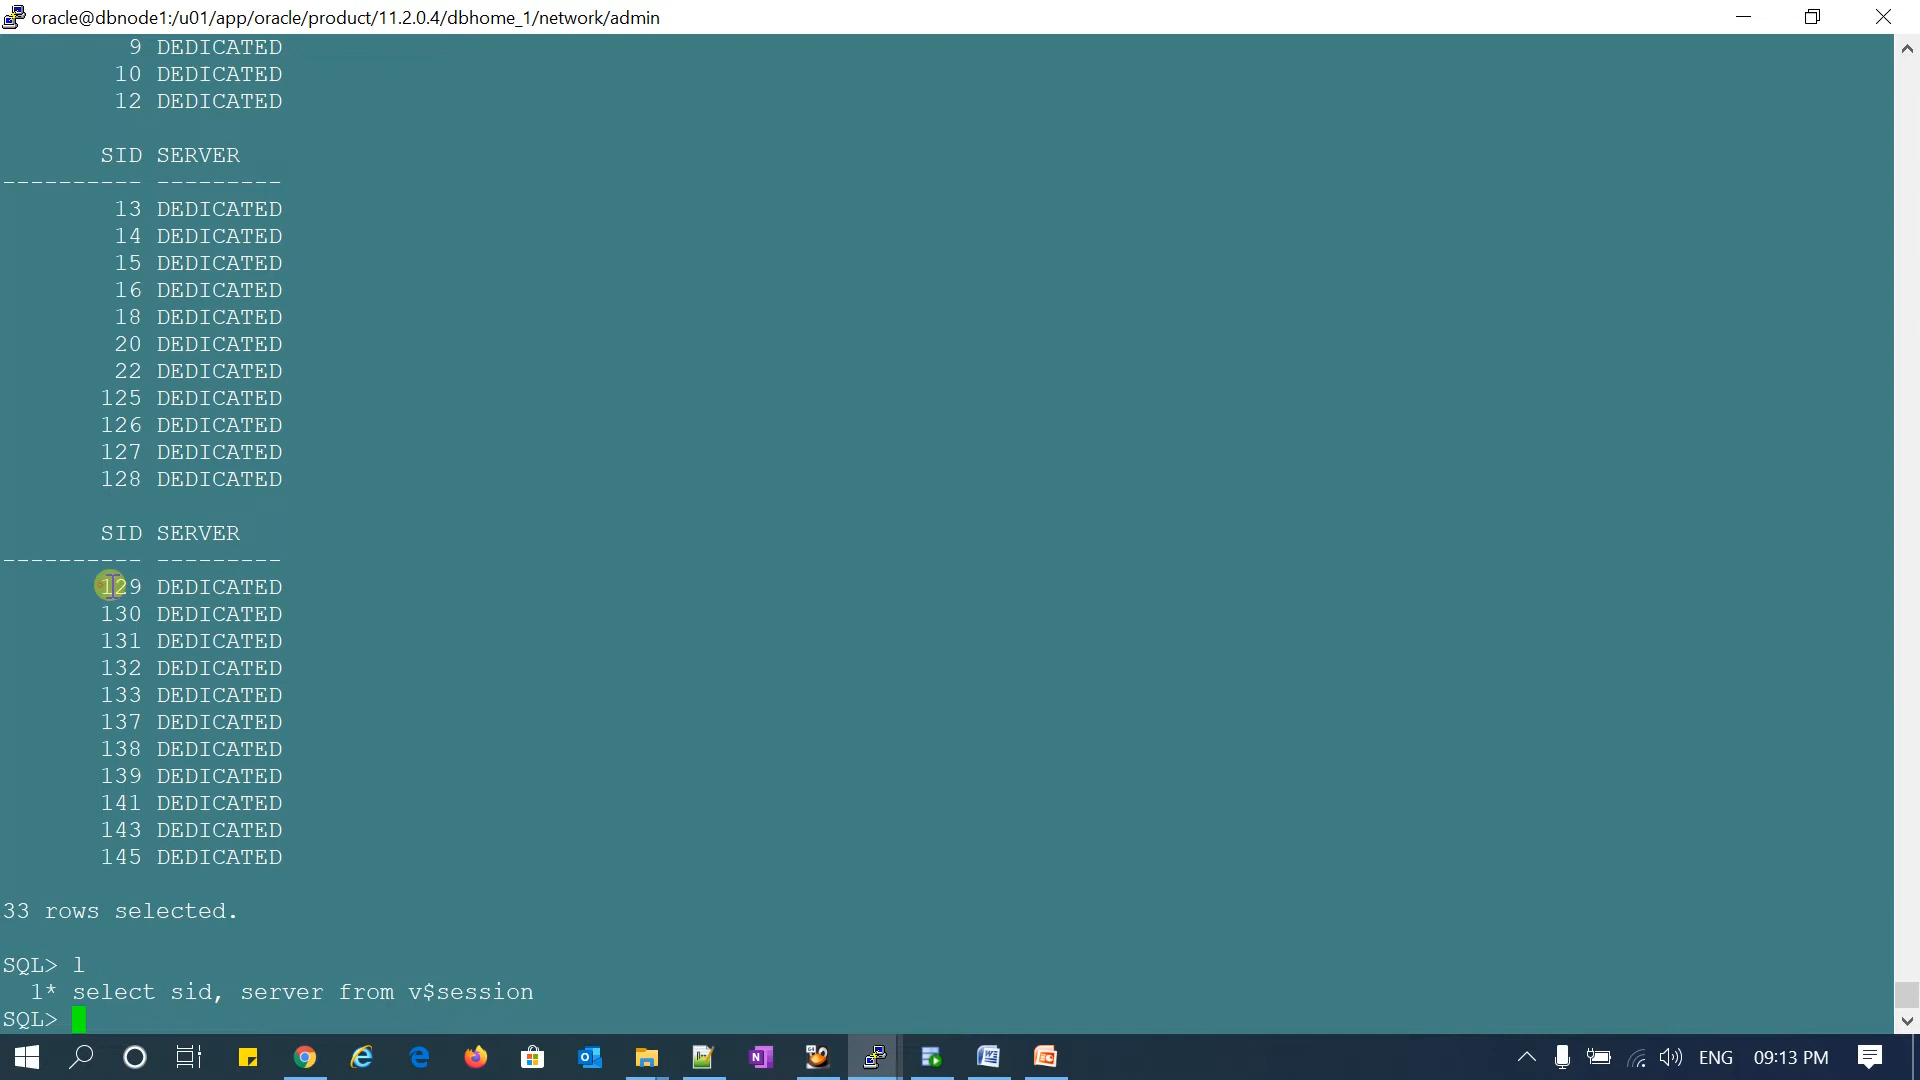 oracle@dbnode1:/u01/app/oracle/product/11.2.0.4/dbhome_1/network/admin
9 DEDICATED
10 DEDICATED
12 DEDICATED
SID SERVER
---------- ---------
13 DEDICATED
14 DEDICATED
15 DEDICATED
16 DEDICATED
18 DEDICATED
20 DEDICATED
22 DEDICATED
125 DEDICATED
126 DEDICATED
127 DEDICATED
128 DEDICATED
SID SERVER
---------- ---------
129 DEDICATED
130 DEDICATED
131 DEDICATED
132 DEDICATED
133 DEDICATED
137 DEDICATED
138 DEDICATED
139 DEDICATED
141 DEDICATED
143 DEDICATED
145 DEDICATED
33 rows selected.
SQL> l
1* select sid, server from v$session
SQL>
ENG 09:13 PM